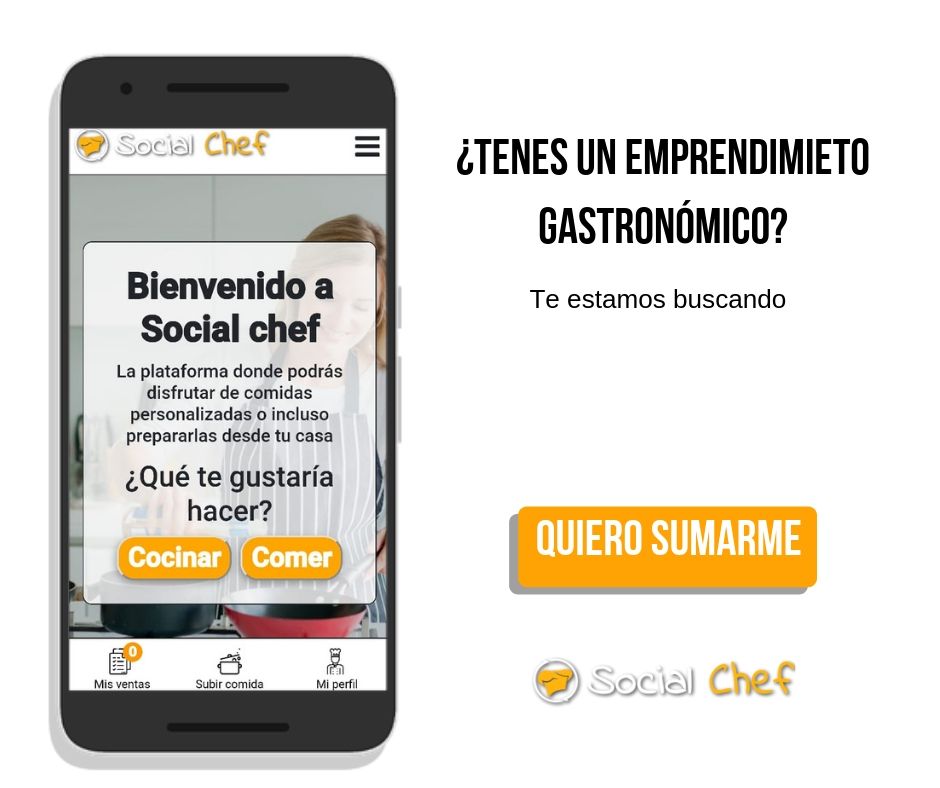 Social Chef
Bienvenido a
Social chef
La plataforma donde podrás
disfrutar de comidas
personalizadas o incluso
prepararlas desde tu casa
¿Qué te gustaría
hacer?
Cocinar Comer
0
Mis ventas Subir comida Mi perfil
¿TENES UN EMPRENDIMIETO
GASTRONÓMICO?
Te estamos buscando
QUIERO SUMARME
Social Chef